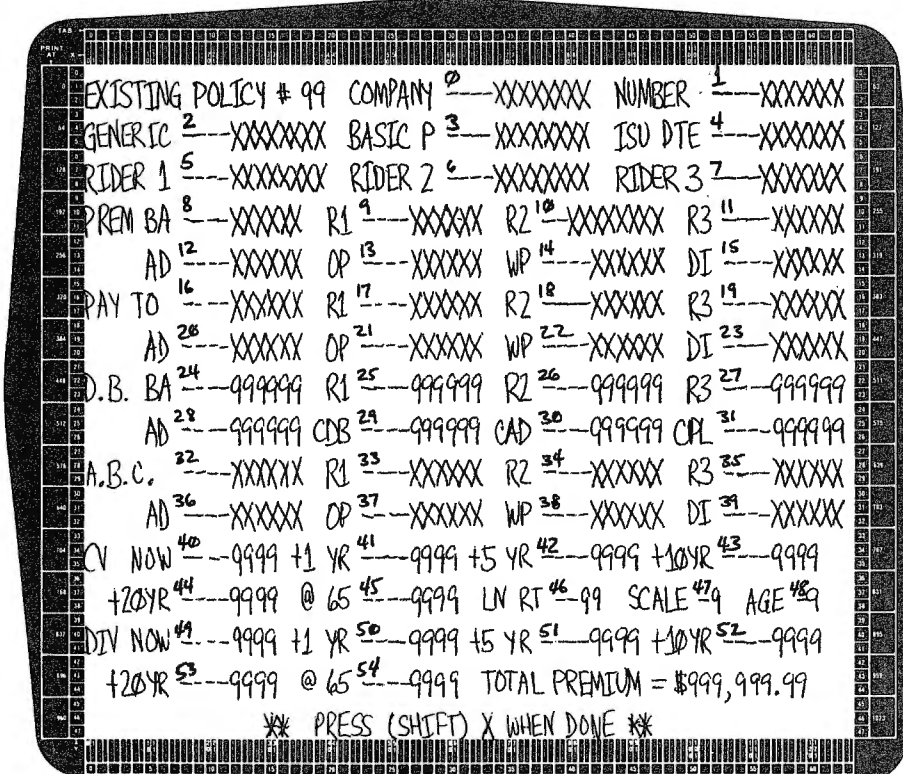 TAB
PRINT AT X
EXISTING POLICY # 99 COMPANY 0----XXXXXXX NUMBER 1----XXXXXX
GENERIC 2----XXXXXXX BASIC P 3----XXXXXXX ISU DTE 4----XXXXXX
RIDER 1 5----XXXXXXX RIDER 2 6----XXXXXXX RIDER 3 7----XXXXXX
PREM BA 8----XXXXXX R1 9----XXXXXX R2 10----XXXXXXX R3 11----XXXXXX
AD 12----XXXXXX OP 13----XXXXXX WP 14----XXXXXX DI 15----XXXXXX
PAY TO 16----XXXXXX R1 17----XXXXXX R2 18----XXXXXX R3 19----XXXXXX
AD 20----XXXXXX OP 21----XXXXXX WP 22----XXXXXX DI 23----XXXXXX
D.B. BA 24----999999 R1 25----999999 R2 26----999999 R3 27----999999
AD 28----999999 CDB 29----999999 CAD 30----999999 CPL 31----999999
A.B.C. 32----XXXXXX R1 33----XXXXXX R2 34----XXXXXX R3 35----XXXXXX
AD 36----XXXXXX OP 37----XXXXXX WP 38----XXXXXX DI 39----XXXXXX
CV NOW 40----9999 +1 YR 41----9999 +5 YR 42----9999 +10YR 43----9999
+20YR 44----9999 @ 65 45----9999 LN RT 46--99 SCALE 47-9 AGE 48-9
DIV NOW 49----9999 +1 YR 50----9999 +5 YR 51----9999 +10YR 52----9999
+20YR 53----9999 @ 65 54----9999 TOTAL PREMIUM = $999,999.99
** PRESS (SHIFT) X WHEN DONE **